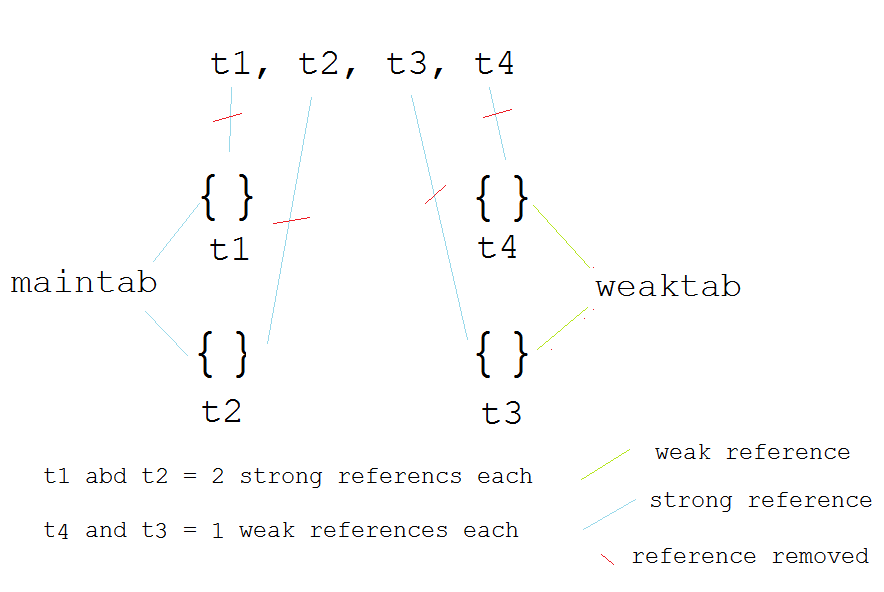 t1, t2, t3, t4
{ } { }
t1 t4
maintab weaktab
{ } { }
t2 t3
t1 abd t2 = 2 strong referencs each
t4 and t3 = 1 weak references each
weak reference
strong reference
reference removed